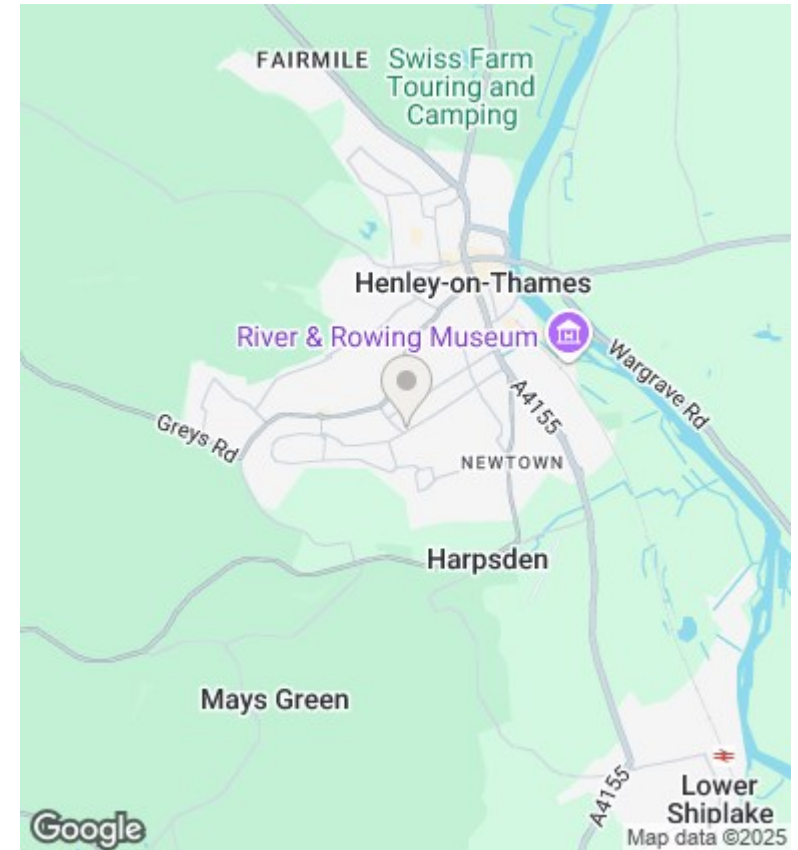 FAIRMILE
Swiss Farm
Touring and
Camping
Henley-on-Thames
River & Rowing Museum
Wargrave Rd
A4155
Greys Rd
NEWTOWN
Harpsden
Mays Green
A4155
Lower
Shiplake
Google
Map data ©2025